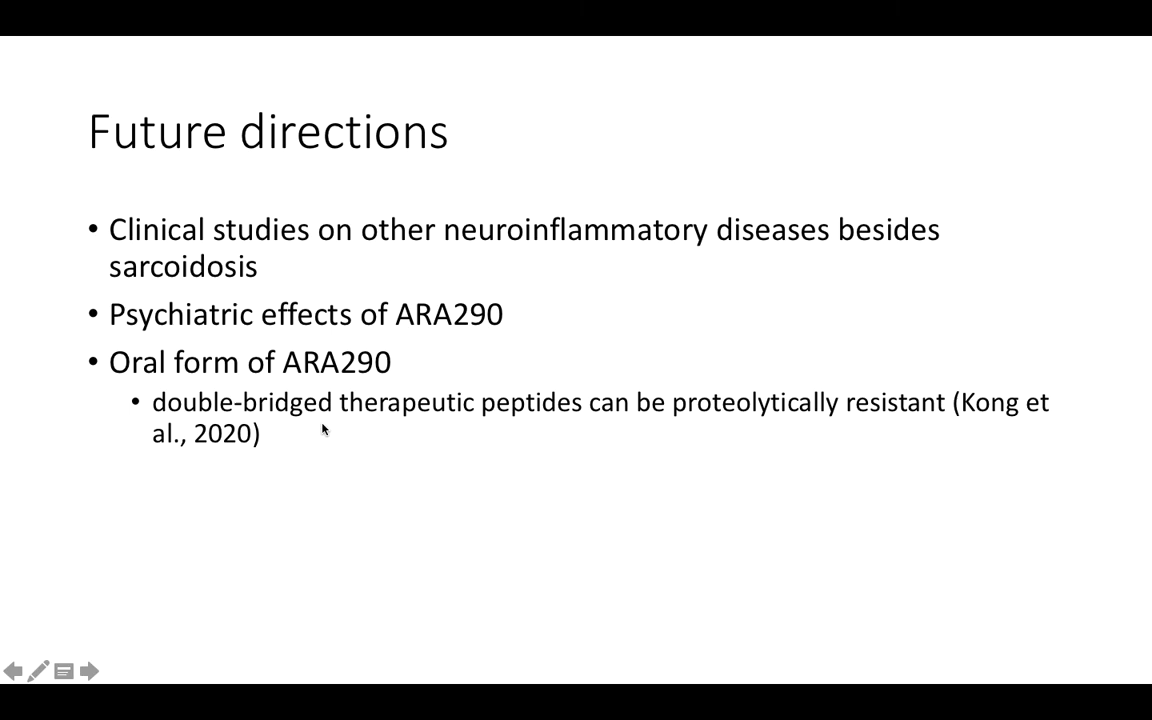 Future directions
• Clinical studies on other neuroinflammatory diseases besides
sarcoidosis
• Psychiatric effects of ARA290
• Oral form of ARA290
• double-bridged therapeutic peptides can be proteolytically resistant (Kong et
al., 2020)